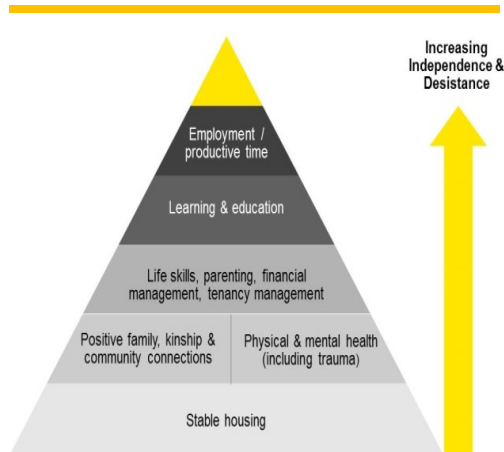 Increasing
Independence &
Desistance
Employment /
productive time
Learning & education
Life skills, parenting, financial
management, tenancy management
Positive family, kinship &
community connections
Physical & mental health
(including trauma)
Stable housing